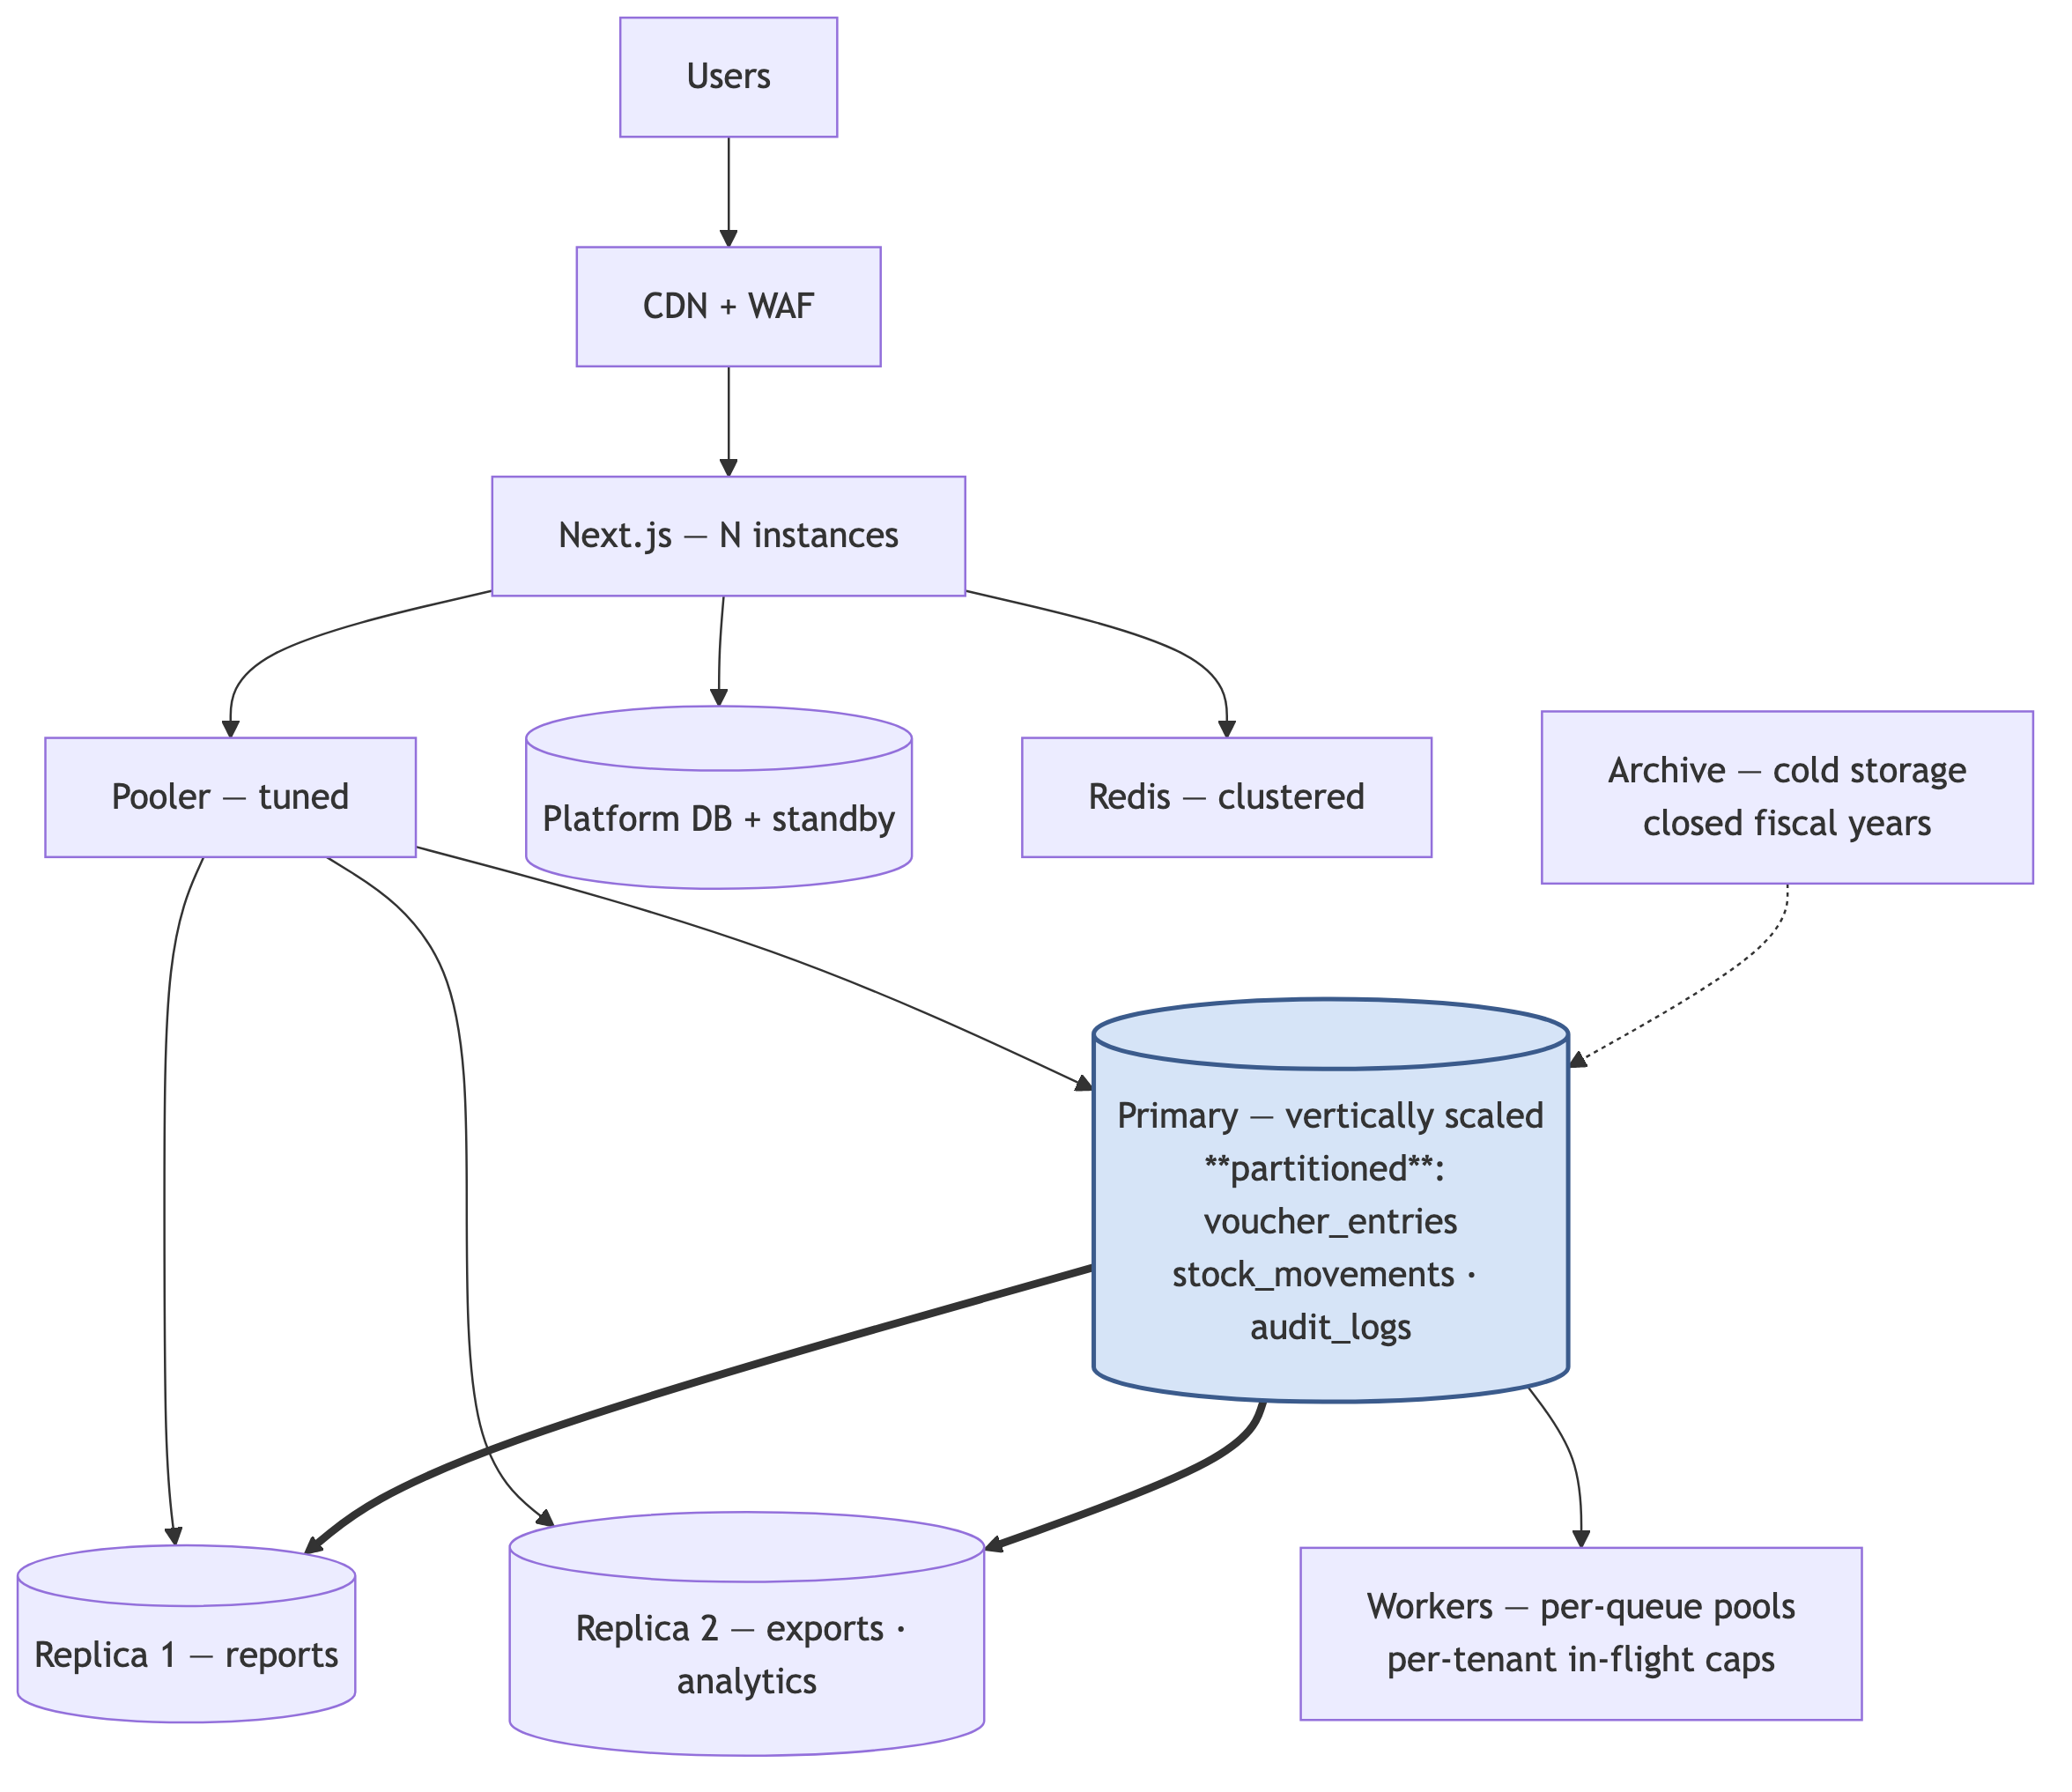 Users
CDN + WAF
Next.js — N instances
Pooler — tuned
Platform DB + standby
Redis — clustered
Archive — cold storage
closed fiscal years
Primary — vertically scaled
**partitioned**:
voucher_entries
stock_movements ·
audit_logs
Replica 1 — reports
Replica 2 — exports ·
analytics
Workers — per-queue pools
per-tenant in-flight caps